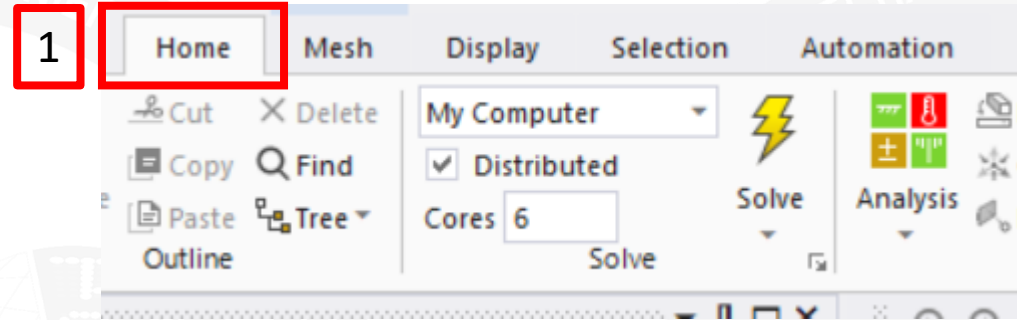 1
Home Mesh Display Selection Automation
Cut Delete My Computer
Copy Find Distributed
Paste Tree Cores 6 Solve Analysis
Outline Solve